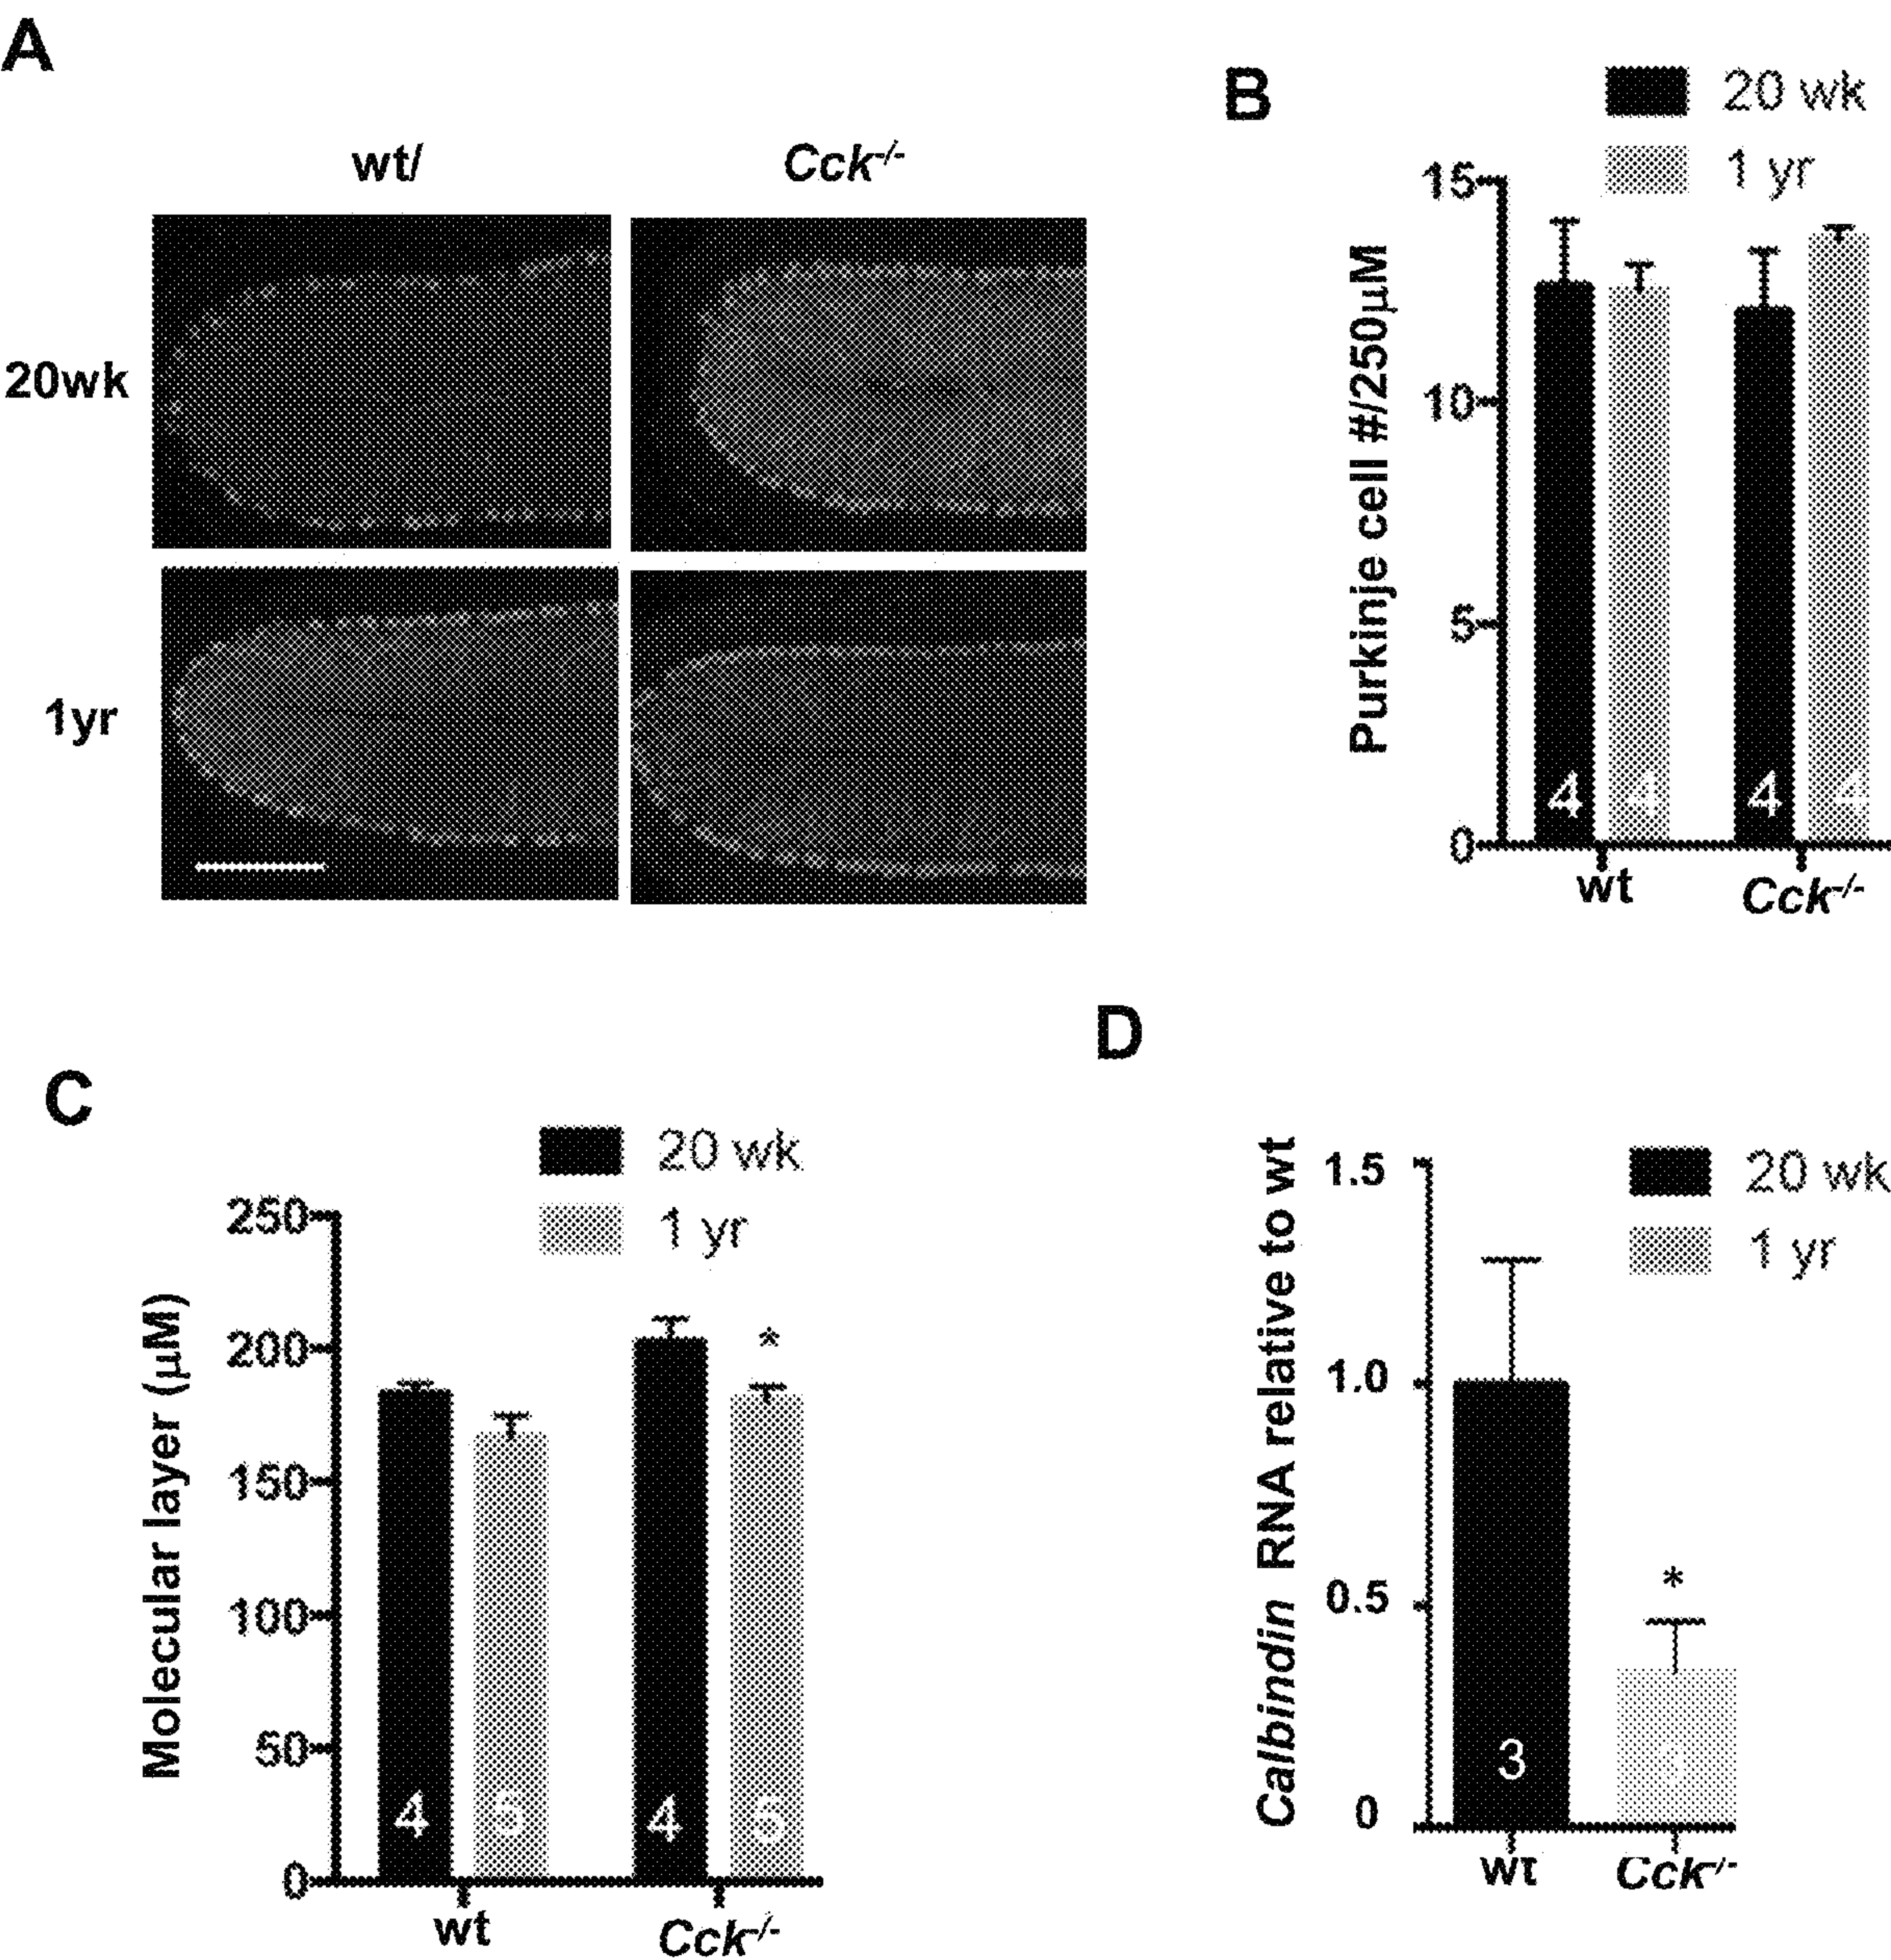 A
wt/
Cck-/-
20wk
1yr
B
20 wk
1 yr
Purkinje cell #/250µM
15
10
5
0
4
4
4
4
wt
Cck-/-
C
20 wk
1 yr
Molecular layer (µM)
250
200
150
100
50
0
*
4
5
4
5
wt
Cck-/-
D
20 wk
1 yr
Calbindin RNA relative to wt
1.5
1.0
0.5
0
*
3
wt
Cck-/-